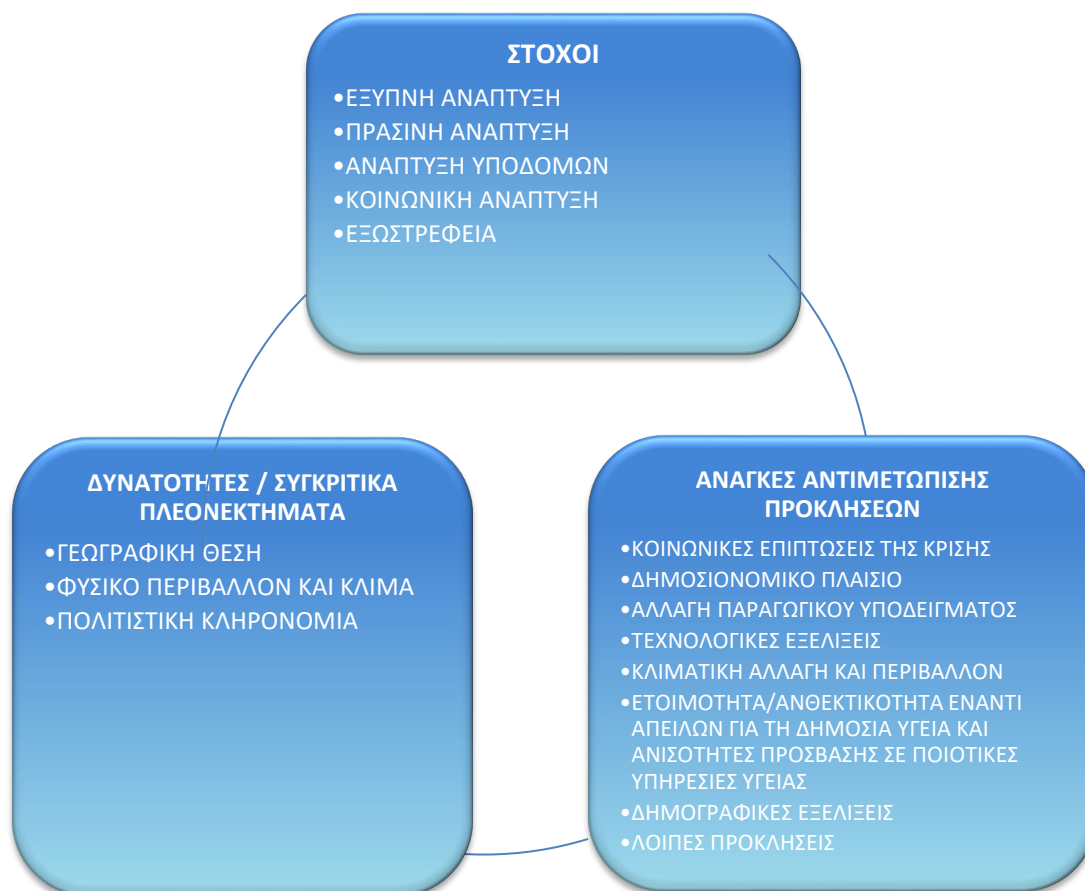 ΣΤΟΧΟΙ
•ΕΞΥΠΝΗ ΑΝΑΠΤΥΞΗ
•ΠΡΑΣΙΝΗ ΑΝΑΠΤΥΞΗ
•ΑΝΑΠΤΥΞΗ ΥΠΟΔΟΜΩΝ
•ΚΟΙΝΩΝΙΚΗ ΑΝΑΠΤΥΞΗ
•ΕΞΩΣΤΡΕΦΕΙΑ
ΔΥΝΑΤΟΤΗΤΕΣ / ΣΥΓΚΡΙΤΙΚΑ
ΠΛΕΟΝΕΚΤΗΜΑΤΑ
•ΓΕΩΓΡΑΦΙΚΗ ΘΕΣΗ
•ΦΥΣΙΚΟ ΠΕΡΙΒΑΛΛΟΝ ΚΑΙ ΚΛΙΜΑ
•ΠΟΛΙΤΙΣΤΙΚΗ ΚΛΗΡΟΝΟΜΙΑ
ΑΝΑΓΚΕΣ ΑΝΤΙΜΕΤΩΠΙΣΗΣ
ΠΡΟΚΛΗΣΕΩΝ
•ΚΟΙΝΩΝΙΚΕΣ ΕΠΙΠΤΩΣΕΙΣ ΤΗΣ ΚΡΙΣΗΣ
•ΔΗΜΟΣΙΟΝΟΜΙΚΟ ΠΛΑΙΣΙΟ
•ΑΛΛΑΓΗ ΠΑΡΑΓΩΓΙΚΟΥ ΥΠΟΔΕΙΓΜΑΤΟΣ
•ΤΕΧΝΟΛΟΓΙΚΕΣ ΕΞΕΛΙΞΕΙΣ
•ΚΛΙΜΑΤΙΚΗ ΑΛΛΑΓΗ ΚΑΙ ΠΕΡΙΒΑΛΛΟΝ
•ΕΤΟΙΜΟΤΗΤΑ/ΑΝΘΕΚΤΙΚΟΤΗΤΑ ΕΝΑΝΤΙ
ΑΠΕΙΛΩΝ ΓΙΑ ΤΗ ΔΗΜΟΣΙΑ ΥΓΕΙΑ ΚΑΙ
ΑΝΙΣΟΤΗΤΕΣ ΠΡΟΣΒΑΣΗΣ ΣΕ ΠΟΙΟΤΙΚΕΣ
ΥΠΗΡΕΣΙΕΣ ΥΓΕΙΑΣ
•ΔΗΜΟΓΡΑΦΙΚΕΣ ΕΞΕΛΙΞΕΙΣ
•ΛΟΙΠΕΣ ΠΡΟΚΛΗΣΕΙΣ